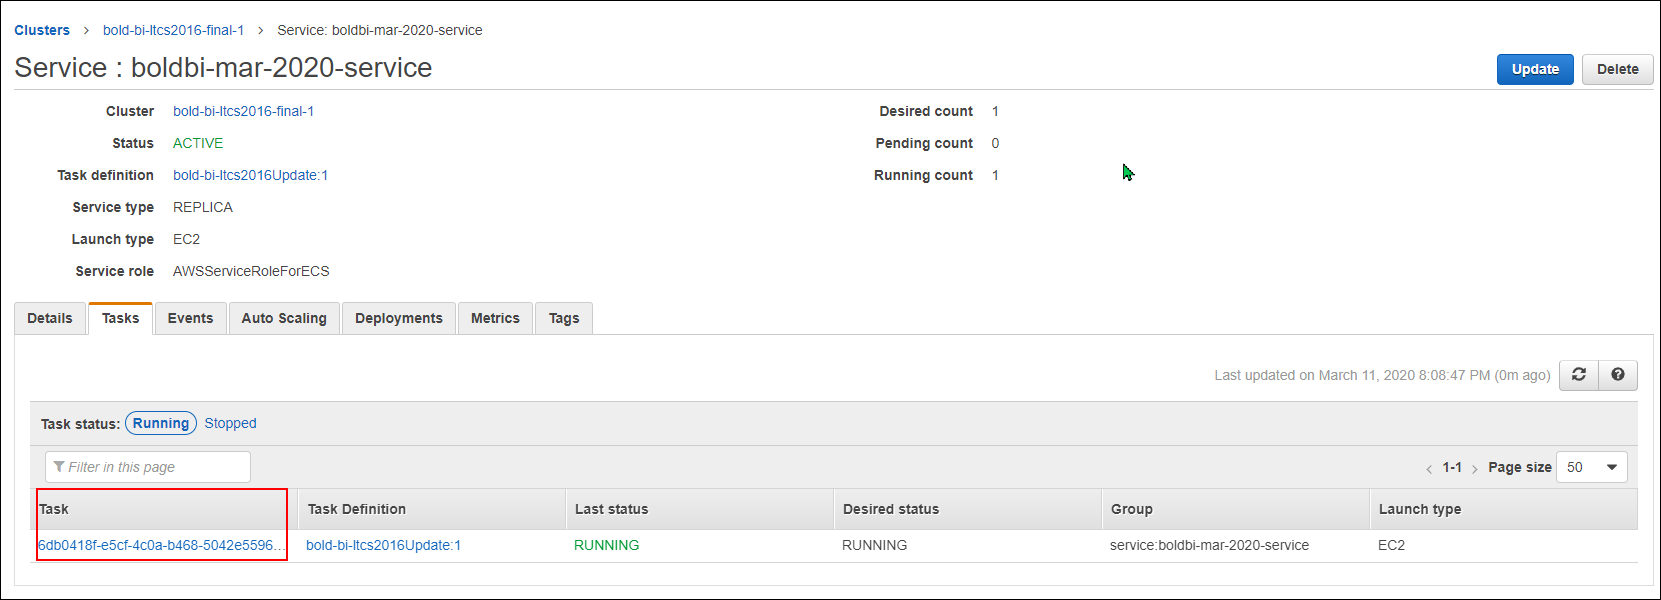 Clusters > bold-bi-ltcs2016-final-1 > Service: boldbi-mar-2020-service
Service : boldbi-mar-2020-service
Update Delete
Cluster bold-bi-ltcs2016-final-1 Desired count 1
Status ACTIVE Pending count 0
Task definition bold-bi-ltcs2016Update:1 Running count 1
Service type REPLICA
Launch type EC2
Service role AWSServiceRoleForECS
Details Tasks Events Auto Scaling Deployments Metrics Tags
Last updated on March 11, 2020 8:08:47 PM (0m ago)
Task status: Running Stopped
Filter in this page < 1-1 > Page size 50
Task Task Definition Last status Desired status Group Launch type
6db0418f-e5cf-4c0a-b468-5042e5596... bold-bi-ltcs2016Update:1 RUNNING RUNNING service:boldbi-mar-2020-service EC2